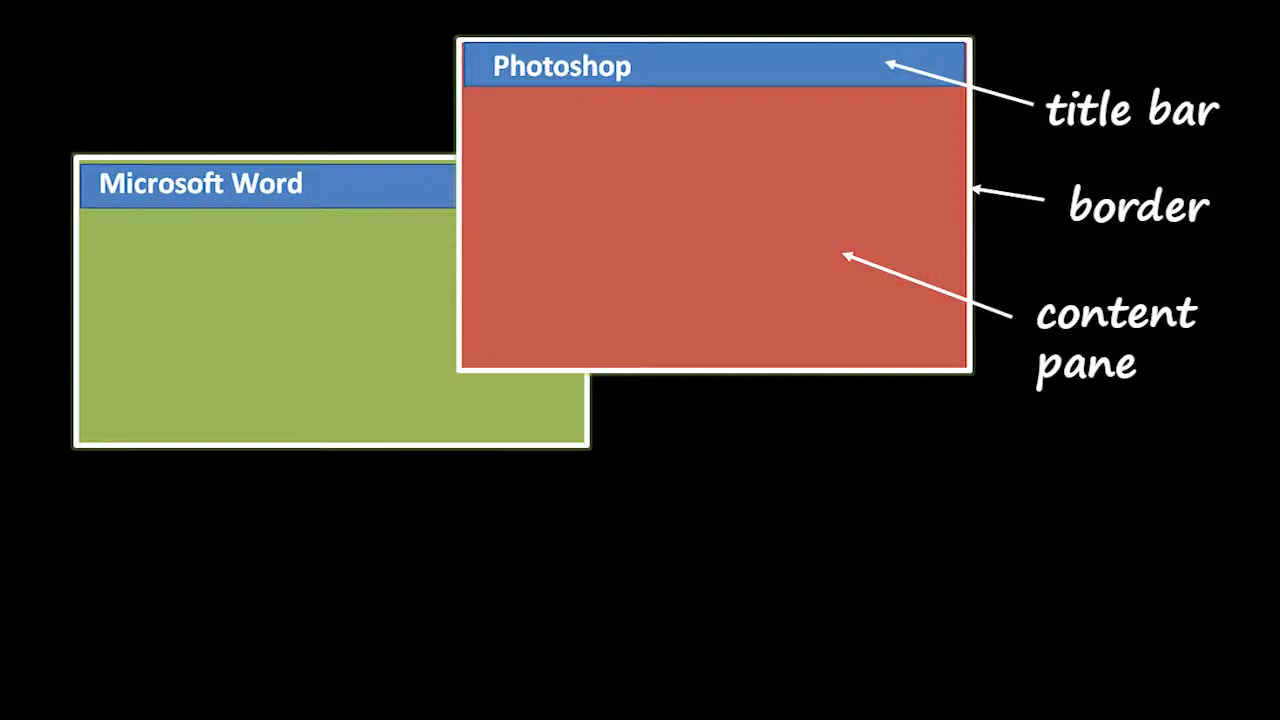 Photoshop
title bar
Microsoft Word
border
content
pane